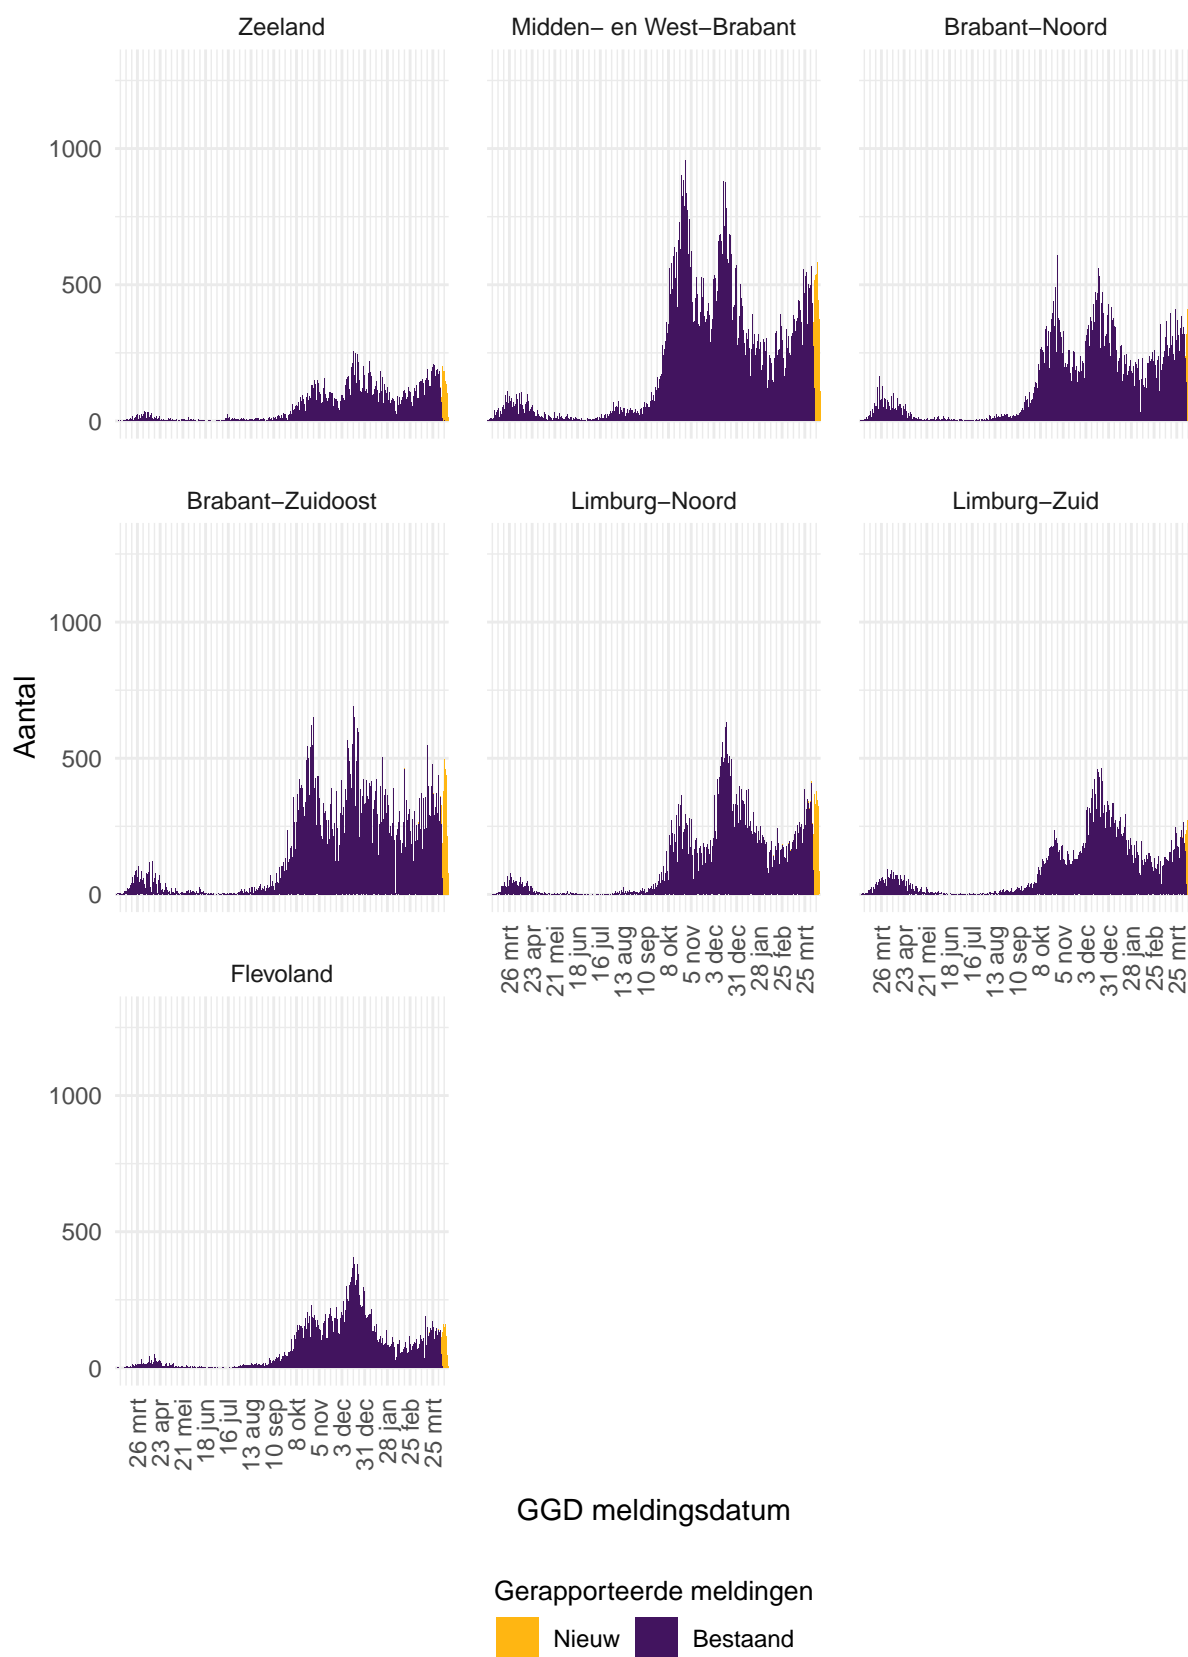 Zeeland
Midden− en West−Brabant
Brabant−Noord
1000
500
0
Brabant−Zuidoost
Limburg−Noord
Limburg−Zuid
1000
500
0
Aantal
26 mrt
23 apr
21 mei
18 jun
16 jul
13 aug
10 sep
8 okt
5 nov
3 dec
31 dec
28 jan
25 feb
25 mrt
26 mrt
23 apr
21 mei
18 jun
16 jul
13 aug
10 sep
8 okt
5 nov
3 dec
31 dec
28 jan
25 feb
25 mrt
Flevoland
1000
500
0
26 mrt
23 apr
21 mei
18 jun
16 jul
13 aug
10 sep
8 okt
5 nov
3 dec
31 dec
28 jan
25 feb
25 mrt
GGD meldingsdatum
Gerapporteerde meldingen
Nieuw
Bestaand